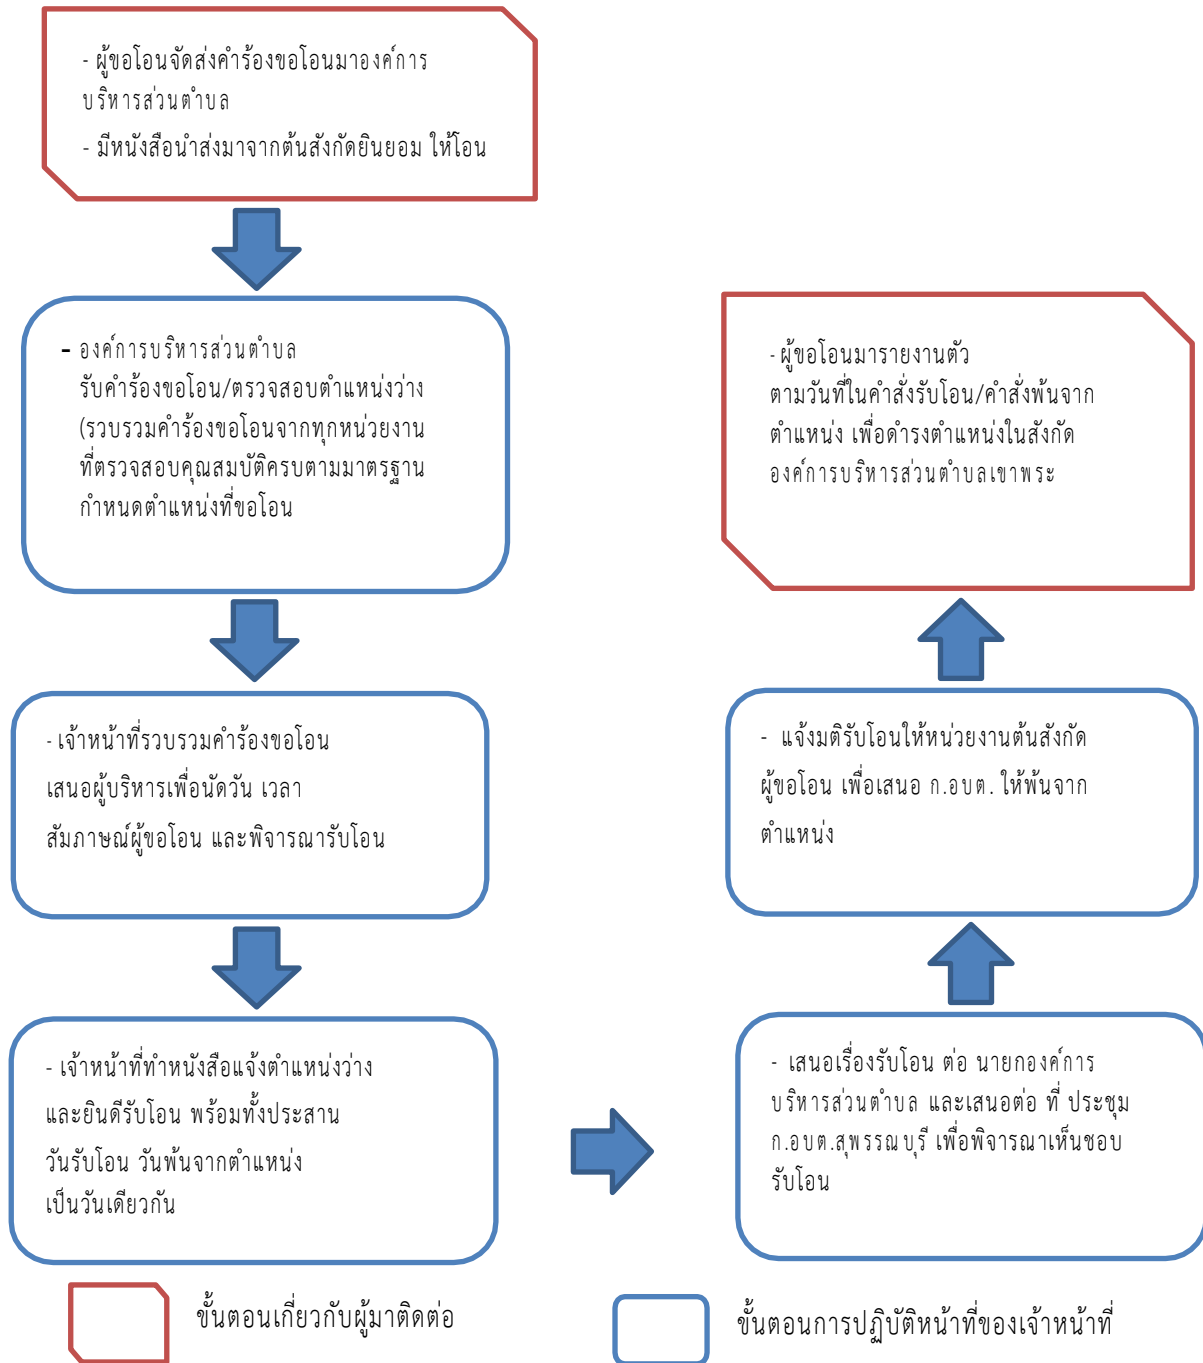 - ผู้ขอโอนจัดส่งคำร้องขอโอนมาองค์การ
บริหารส่วนตำบล
- มีหนังสือนำส่งมาจากต้นสังกัดยินยอม ให้โอน
- องค์การบริหารส่วนตำบล
รับคำร้องขอโอน/ตรวจสอบตำแหน่งว่าง
(รวบรวมคำร้องขอโอนจากทุกหน่วยงาน
ที่ตรวจสอบคุณสมบัติครบตามมาตรฐาน
กำหนดตำแหน่งที่ขอโอน
- เจ้าหน้าที่รวบรวมคำร้องขอโอน
เสนอผู้บริหารเพื่อนัดวัน เวลา
สัมภาษณ์ผู้ขอโอน และพิจารณารับโอน
- เจ้าหน้าที่ทำหนังสือแจ้งตำแหน่งว่าง
และยินดีรับโอน พร้อมทั้งประสาน
วันรับโอน วันพ้นจากตำแหน่ง
เป็นวันเดียวกัน
- เสนอเรื่องรับโอน ต่อ นายกองค์การ
บริหารส่วนตำบล และเสนอต่อ ที่ ประชุม
ก.อบต.สุพรรณบุรี เพื่อพิจารณาเห็นชอบ
รับโอน
- แจ้งมติรับโอนให้หน่วยงานต้นสังกัด
ผู้ขอโอน เพื่อเสนอ ก.อบต. ให้พ้นจาก
ตำแหน่ง
- ผู้ขอโอนมารายงานตัว
ตามวันที่ในคำสั่งรับโอน/คำสั่งพ้นจาก
ตำแหน่ง เพื่อดำรงตำแหน่งในสังกัด
องค์การบริหารส่วนตำบลเขาพระ
ขั้นตอนเกี่ยวกับผู้มาติดต่อ
ขั้นตอนการปฏิบัติหน้าที่ของเจ้าหน้าที่